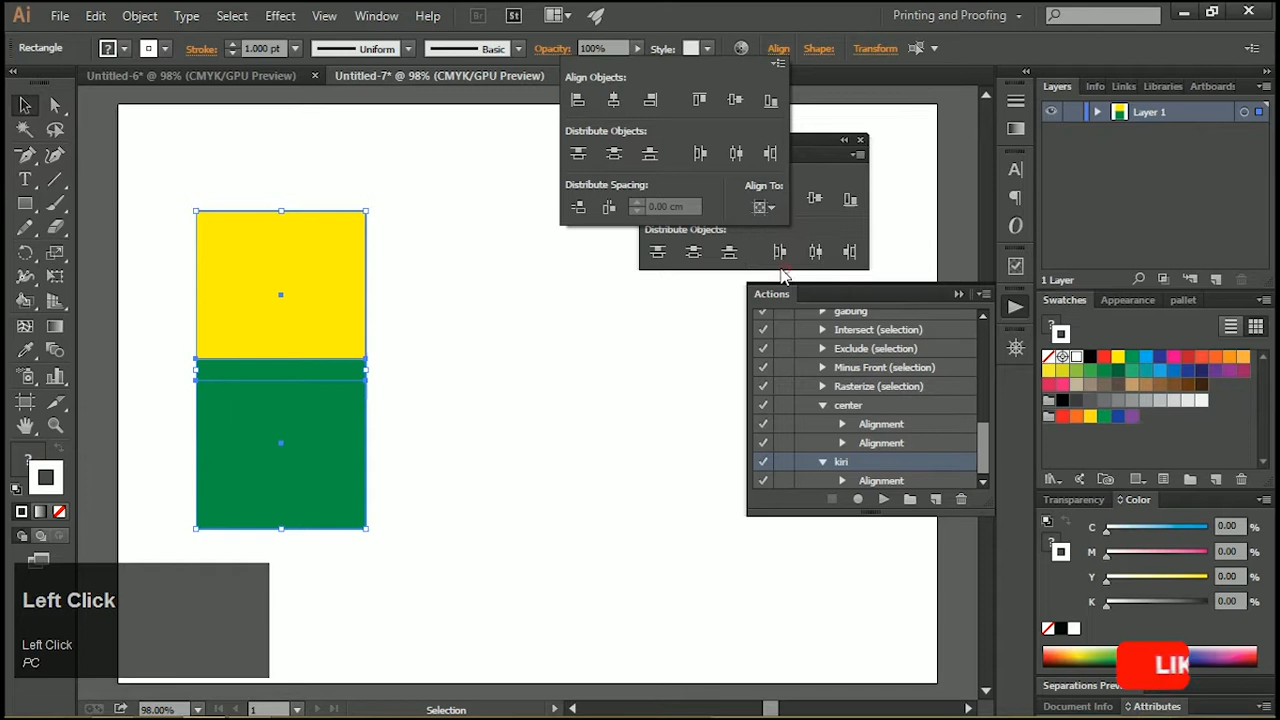 Ai File Edit Object Type Select Effect View Window Help Br St Printing and Proofing
Rectangle Stroke: 1.000 pt Uniform Basic Opacity: 100% Style: Align Shape: Transform
Untitled-6* @ 98% (CMYK/GPU Preview) × Untitled-7* @ 98% (CMYK/GPU Preview)
Align Objects:
Distribute Objects:
Distribute Spacing: Align To:
0.00 cm
Distribute Objects:
Actions
gabung
Intersect (selection)
Exclude (selection)
Minus Front (selection)
Rasterize (selection)
center
Alignment
Alignment
kiri
Alignment
Layers Info Links Libraries Artboards
Layer 1
1 Layer
Swatches Appearance pallet
Transparency Color
C 0.00 %
M 0.00 %
Y 0.00 %
K 0.00 %
Separations Prev
Document Info Attributes
LIK
Left Click
Left Click
PC
98.00% 1 Selection